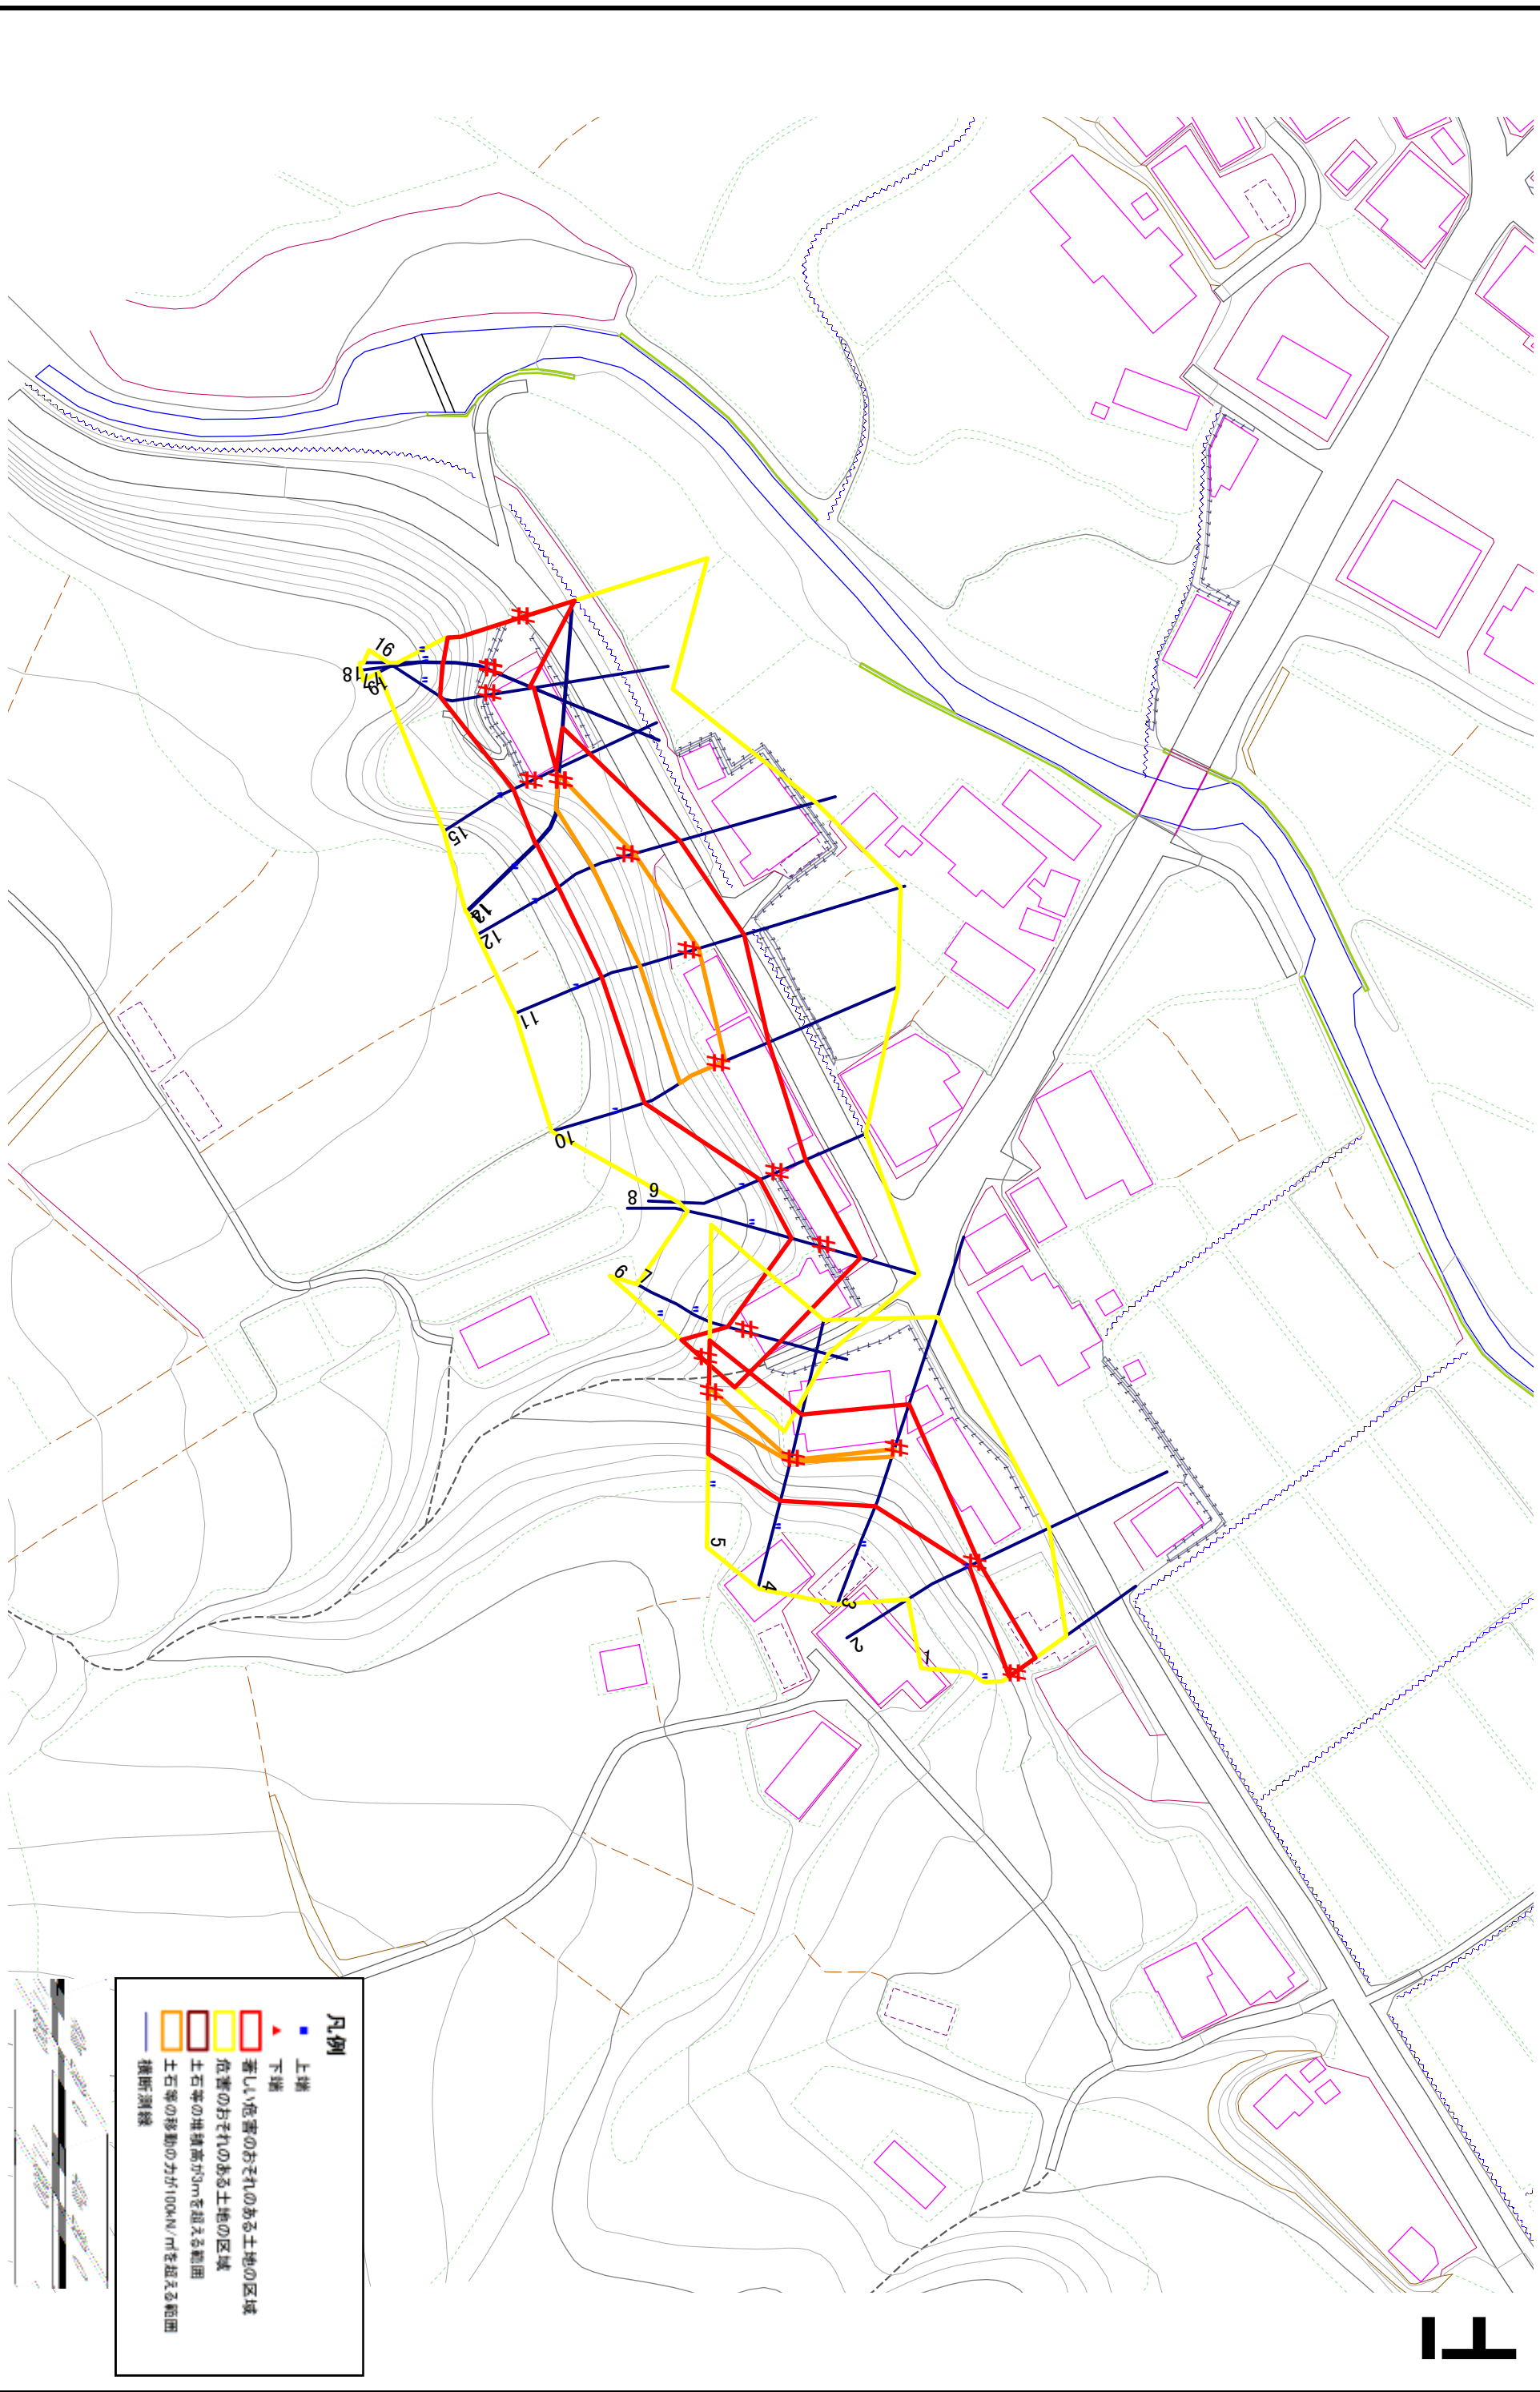 凡例
上端
下端
著しい危害のおそれのある土地の区域
危害のおそれのある土地の区域
土石等の堆積高が3mを超える範囲
土石等の移動の力が100kN/㎡を超える範囲
横断測線
16
18
17
19
15
14
12
11
10
9
8
7
6
5
4
3
2
1